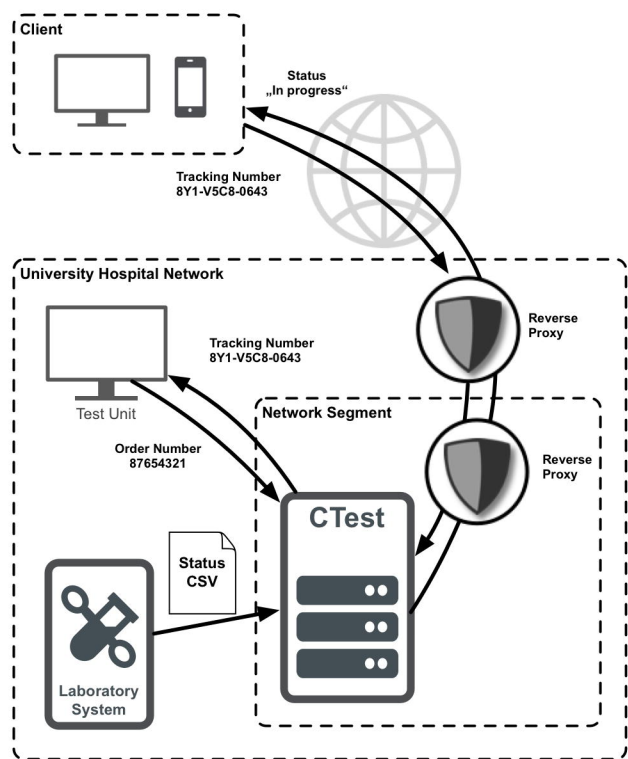 Client
Status
„In progress“
Tracking Number
8Y1-V5C8-0643
University Hospital Network
Reverse
Proxy
Tracking Number
8Y1-V5C8-0643
Test Unit
Network Segment
Order Number
87654321
Reverse
Proxy
CTest
Status
CSV
Laboratory
System